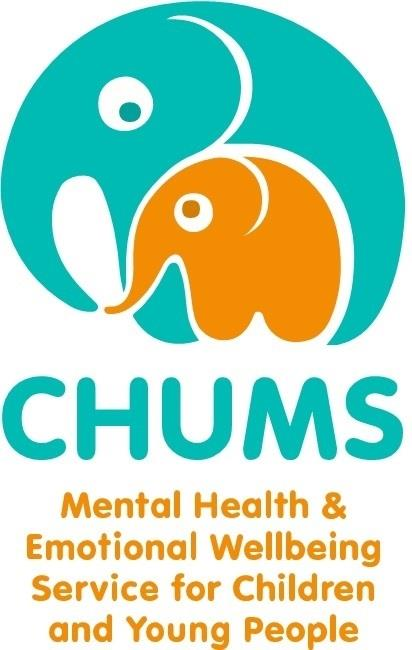 CHUMS
Mental Health &
Emotional Wellbeing
Service for Children
and Young People